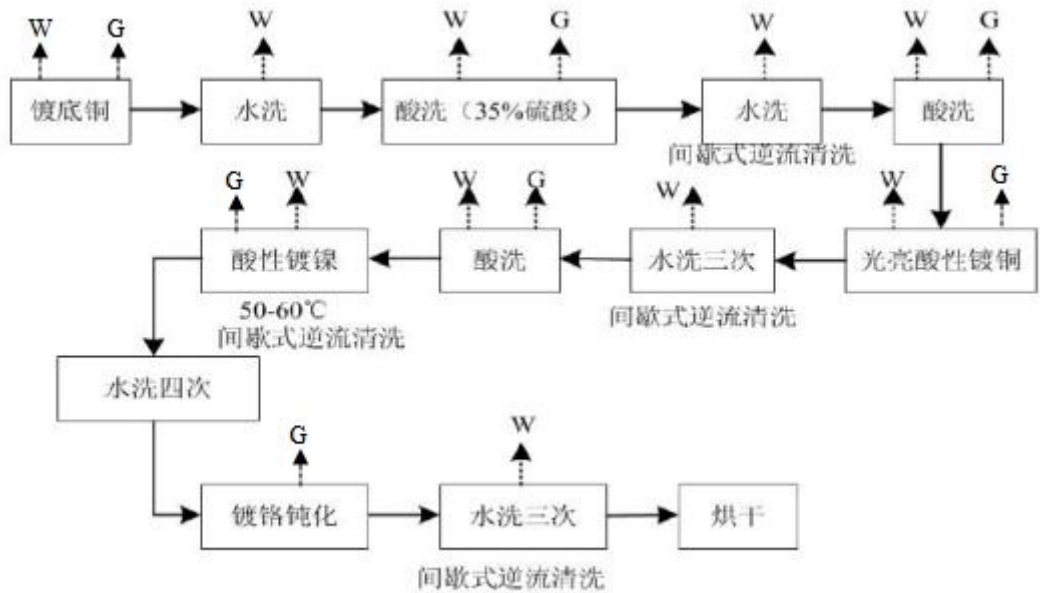 W G W W G W W G
镀底铜 水洗 酸洗（35%硫酸） 水洗 酸洗
间歇式逆流清洗
G W W G W W G
酸性镀镍 酸洗 水洗三次 光亮酸性镀铜
50-60℃
间歇式逆流清洗 间歇式逆流清洗
水洗四次
G W
镀铬钝化 水洗三次 烘干
间歇式逆流清洗